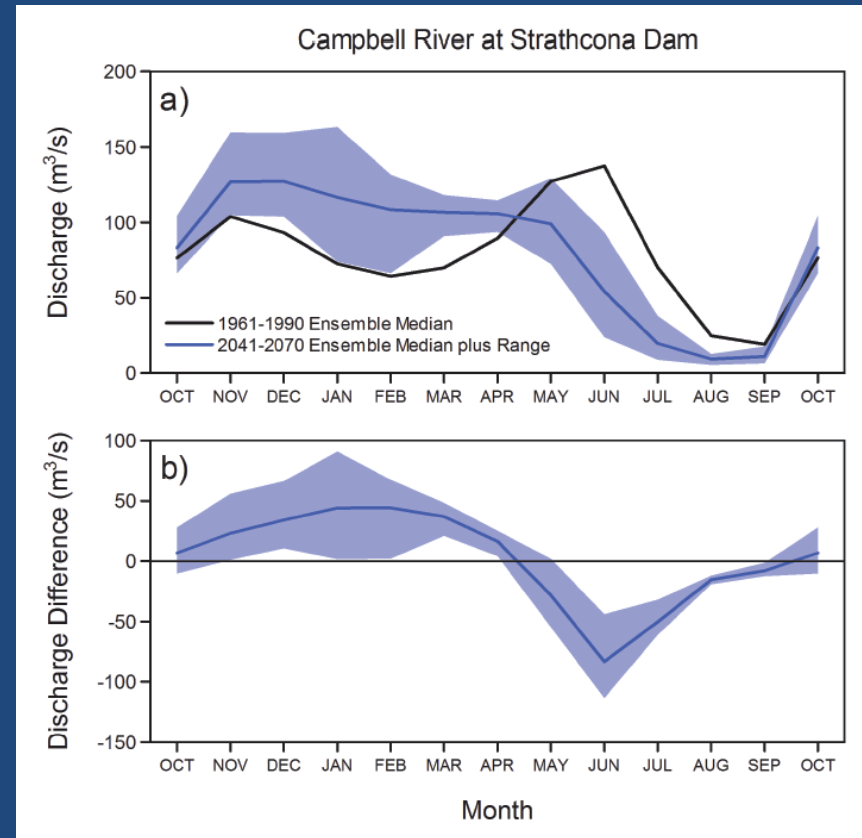 Campbell River at Strathcona Dam
a)
Discharge (m³/s)
200
150
100
50
0
1961-1990 Ensemble Median
2041-2070 Ensemble Median plus Range
OCT NOV DEC JAN FEB MAR APR MAY JUN JUL AUG SEP OCT
b)
Discharge Difference (m³/s)
100
50
0
-50
-100
-150
OCT NOV DEC JAN FEB MAR APR MAY JUN JUL AUG SEP OCT
Month